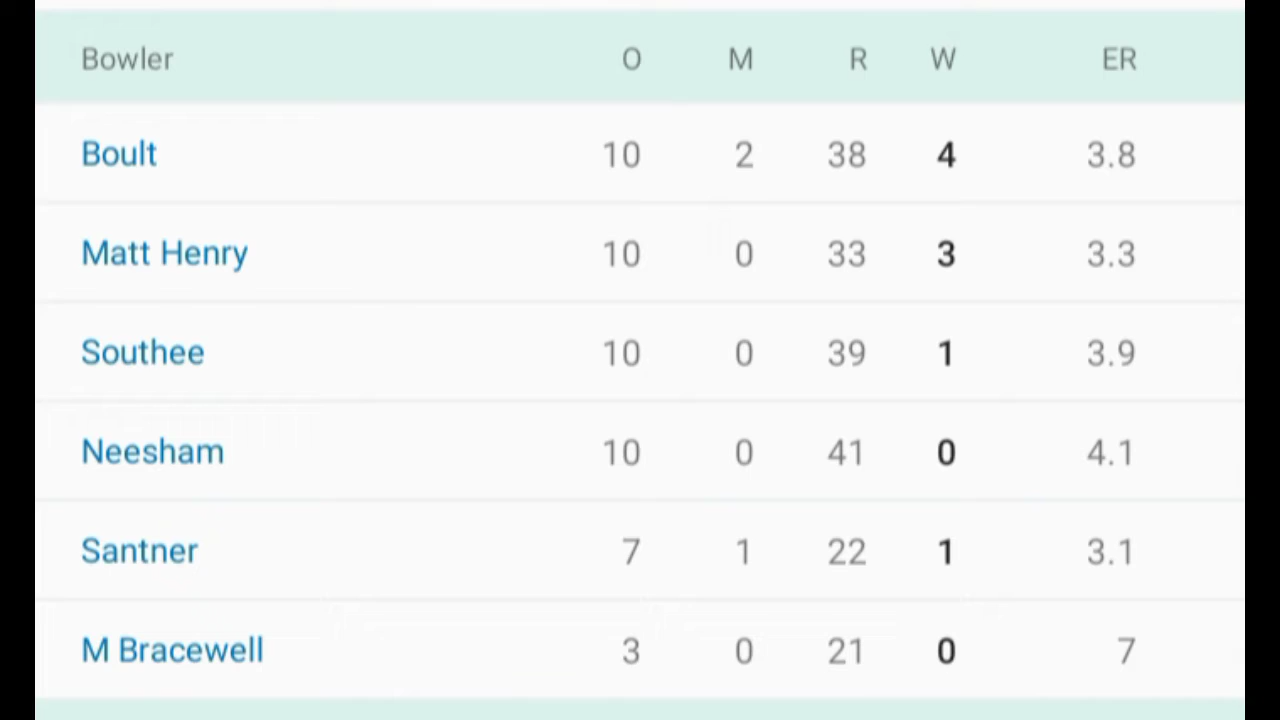 Bowler O M R W ER
Boult 10 2 38 4 3.8
Matt Henry 10 0 33 3 3.3
Southee 10 0 39 1 3.9
Neesham 10 0 41 0 4.1
Santner 7 1 22 1 3.1
M Bracewell 3 0 21 0 7